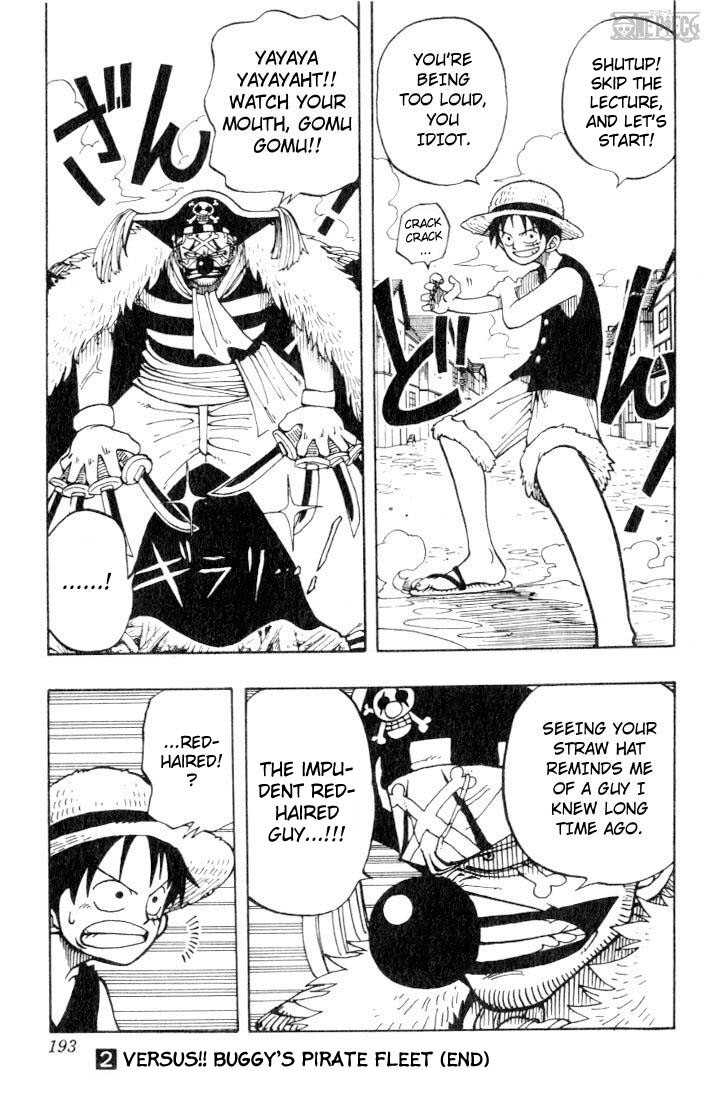 ONE PIECE
SHUTUP!
SKIP THE
LECTURE,
AND LET'S
START!
YOU'RE
BEING
TOO LOUD,
YOU
IDIOT.
CRACK
CRACK
...
どん!
YAYAYA
YAYAYAHT!!
WATCH YOUR
MOUTH, GOMU
GOMU!!
ざん!
ギラリッ
......!
SEEING YOUR
STRAW HAT
REMINDS ME
OF A GUY I
KNEW LONG
TIME AGO.
THE IMPU-
DENT RED-
HAIRED
GUY...!!!
...RED-
HAIRED!
?
193
2 VERSUS!! BUGGY'S PIRATE FLEET (END)